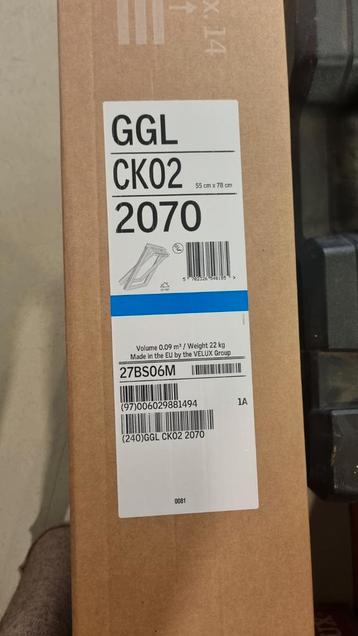 x. 14
GGL
CK02 55 cm x 78 cm
2070
Volume 0.09 m³ / Weight 22 kg
Made in the EU by the VELUX Group
27BS06M
(97)006029881494 1A
(240)GGL CK02 2070
0081